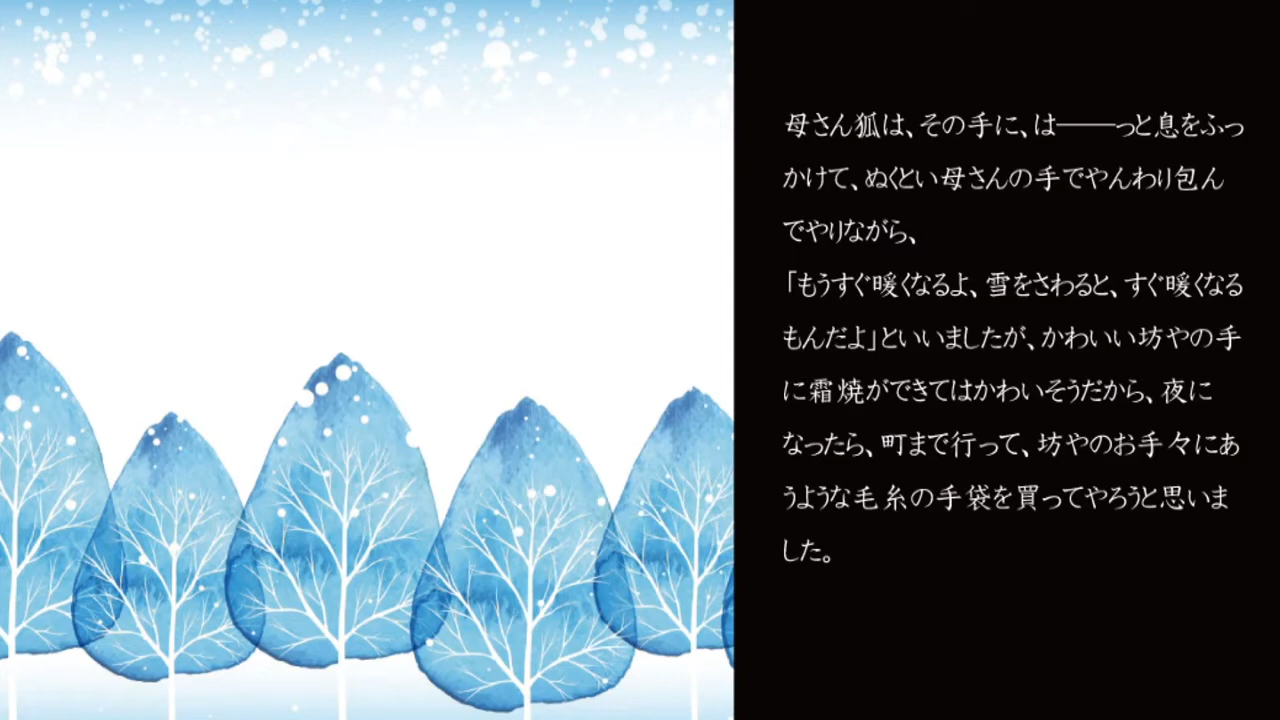 母さん狐は、その手に、は――っと息をふっ
かけて、ぬくとい母さんの手でやんわり包ん
でやりながら、
「もうすぐ暖くなるよ、雪をさわると、すぐ暖くなる
もんだよ」といいましたが、かわいい坊やの手
に霜焼ができてはかわいそうだから、夜に
なったら、町まで行って、坊やのお手々にあ
うような毛糸の手袋を買ってやろうと思いま
した。